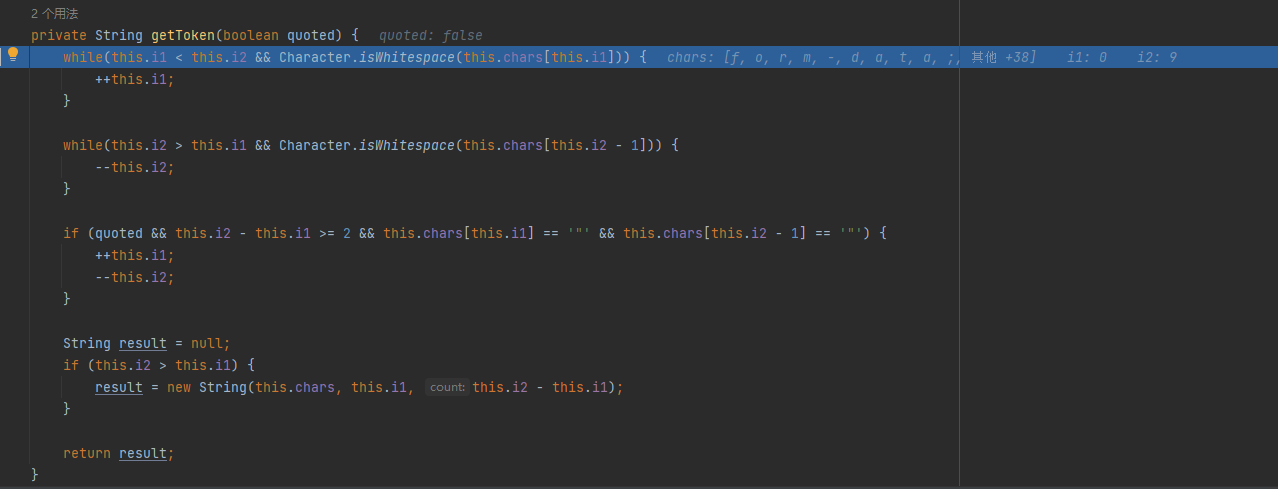 2 个用法
private String getToken(boolean quoted) { quoted: false
while(this.i1 < this.i2 && Character.isWhitespace(this.chars[this.i1])) { chars: [f, o, r, m, -, d, a, t, a, ;, 其他 +38] i1: 0 i2: 9
++this.i1;
}
while(this.i2 > this.i1 && Character.isWhitespace(this.chars[this.i2 - 1])) {
--this.i2;
}
if (quoted && this.i2 - this.i1 >= 2 && this.chars[this.i1] == '"' && this.chars[this.i2 - 1] == '"') {
++this.i1;
--this.i2;
}
String result = null;
if (this.i2 > this.i1) {
result = new String(this.chars, this.i1, count: this.i2 - this.i1);
}
return result;
}